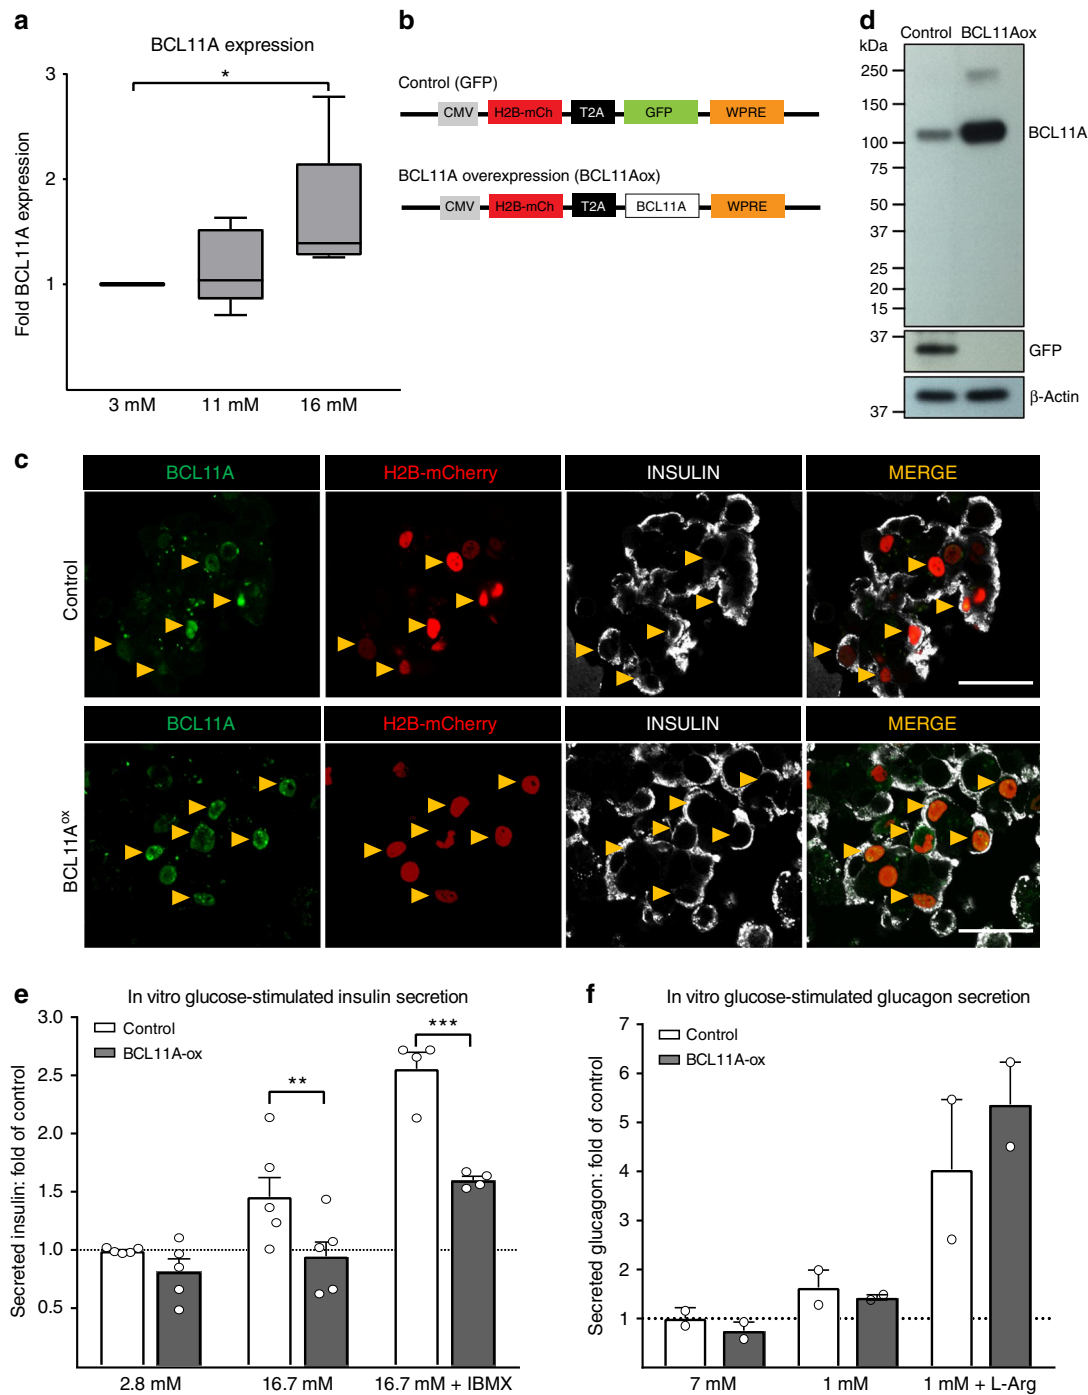 a
BCL11A expression
Fold BCL11A expression
3
2
1
*
3 mM
11 mM
16 mM
b
Control (GFP)
CMV
H2B-mCh
T2A
GFP
WPRE
BCL11A overexpression (BCL11Aox)
CMV
H2B-mCh
T2A
BCL11A
WPRE
d
Control
BCL11Aox
kDa
250
150
100
75
50
37
25
20
15
BCL11A
37
GFP
β-Actin
37
c
BCL11A
H2B-mCherry
INSULIN
MERGE
Control
BCL11A
H2B-mCherry
INSULIN
MERGE
BCL11Aox
e
In vitro glucose-stimulated insulin secretion
Secreted insulin: fold of control
3.0
2.5
2.0
1.5
1.0
0.5
Control
BCL11A-ox
**
***
2.8 mM
16.7 mM
16.7 mM + IBMX
f
In vitro glucose-stimulated glucagon secretion
Secreted glucagon: fold of control
7
6
5
4
3
2
1
Control
BCL11A-ox
7 mM
1 mM
1 mM + L-Arg